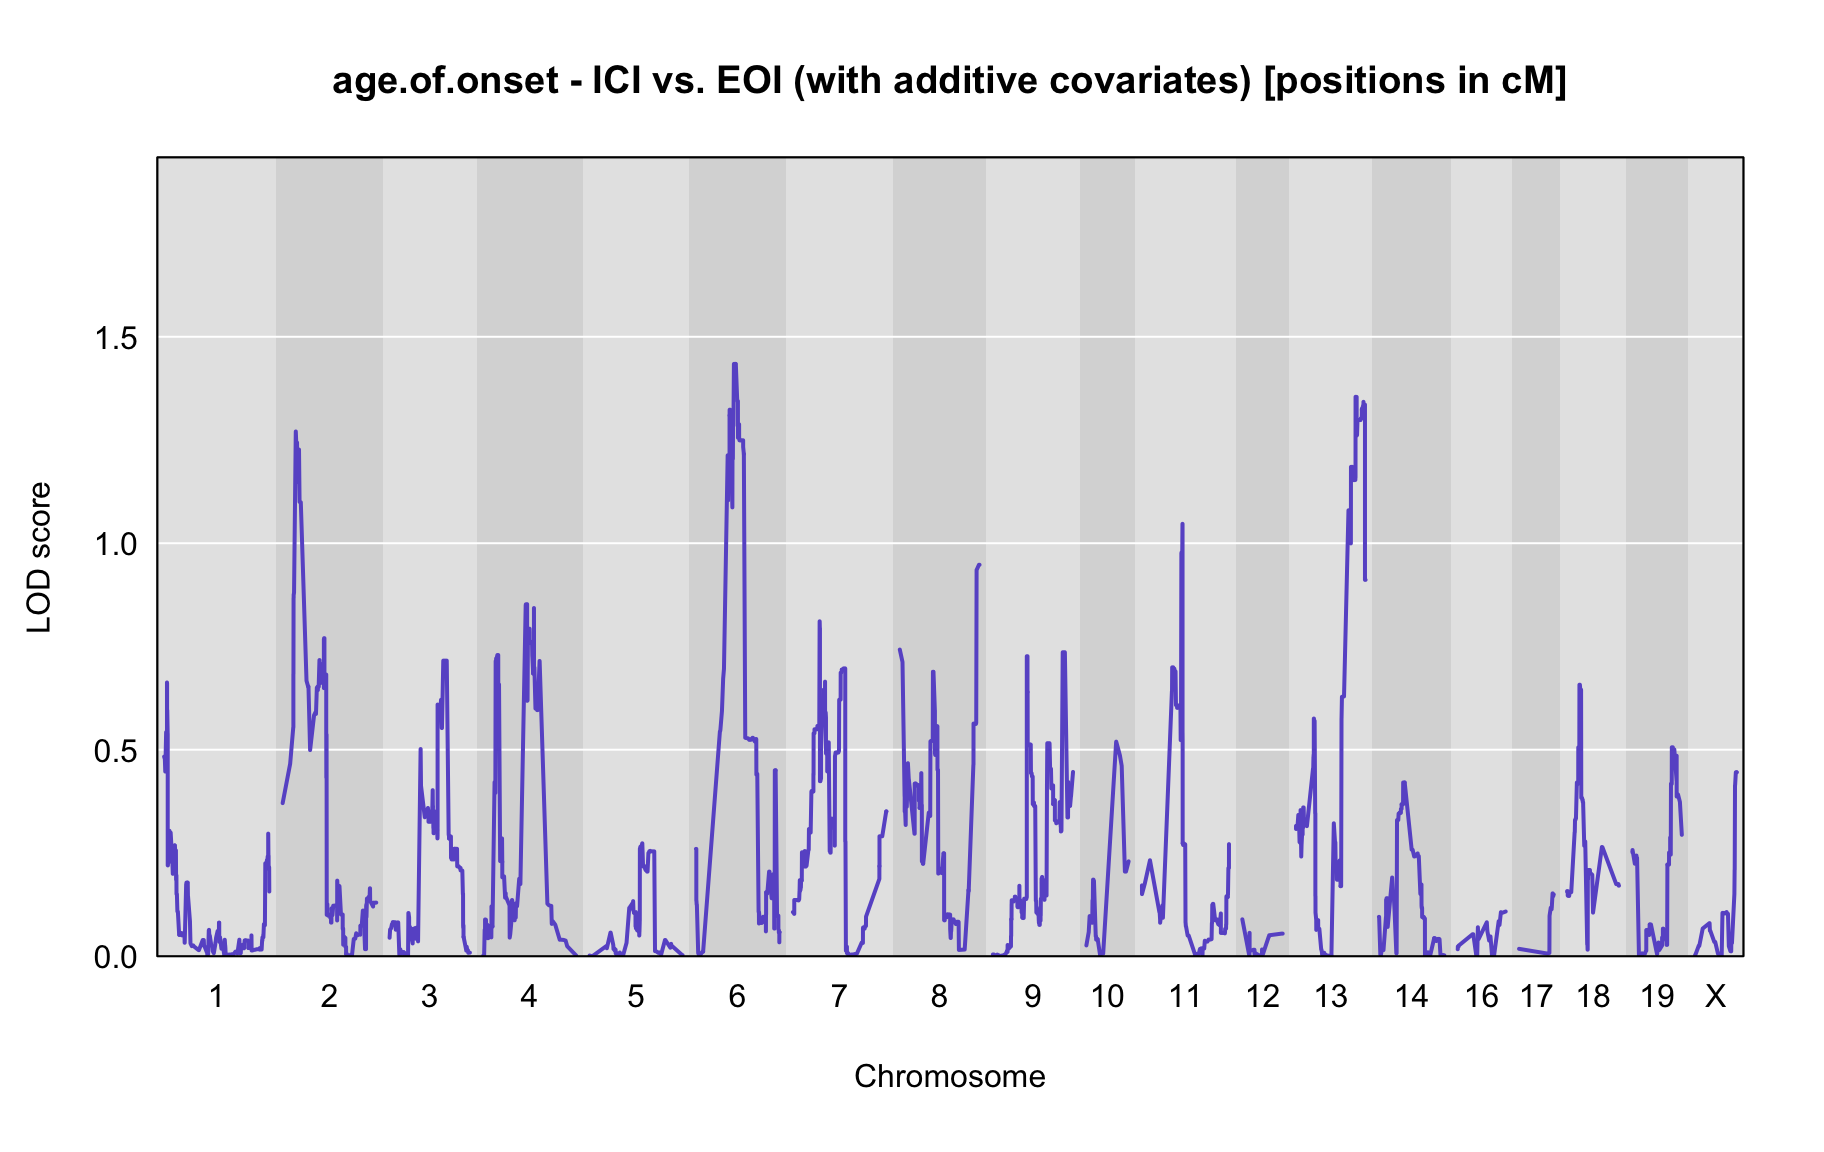 age.of.onset - ICI vs. EOI (with additive covariates) [positions in cM]
1.5
1.0
0.5
0.0
LOD score
1 2 3 4 5 6 7 8 9 10 11 12 13 14 16 17 18 19 X
Chromosome